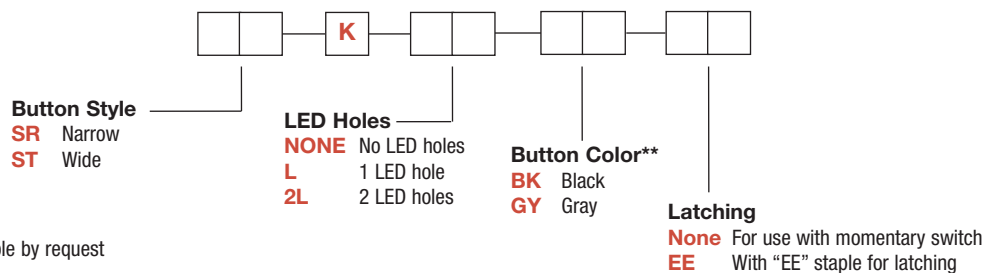 K
Button Style
SR Narrow
ST Wide
LED Holes
NONE No LED holes
L 1 LED hole
2L 2 LED holes
Button Color**
BK Black
GY Gray
Latching
None For use with momentary switch
EE With “EE” staple for latching
by request